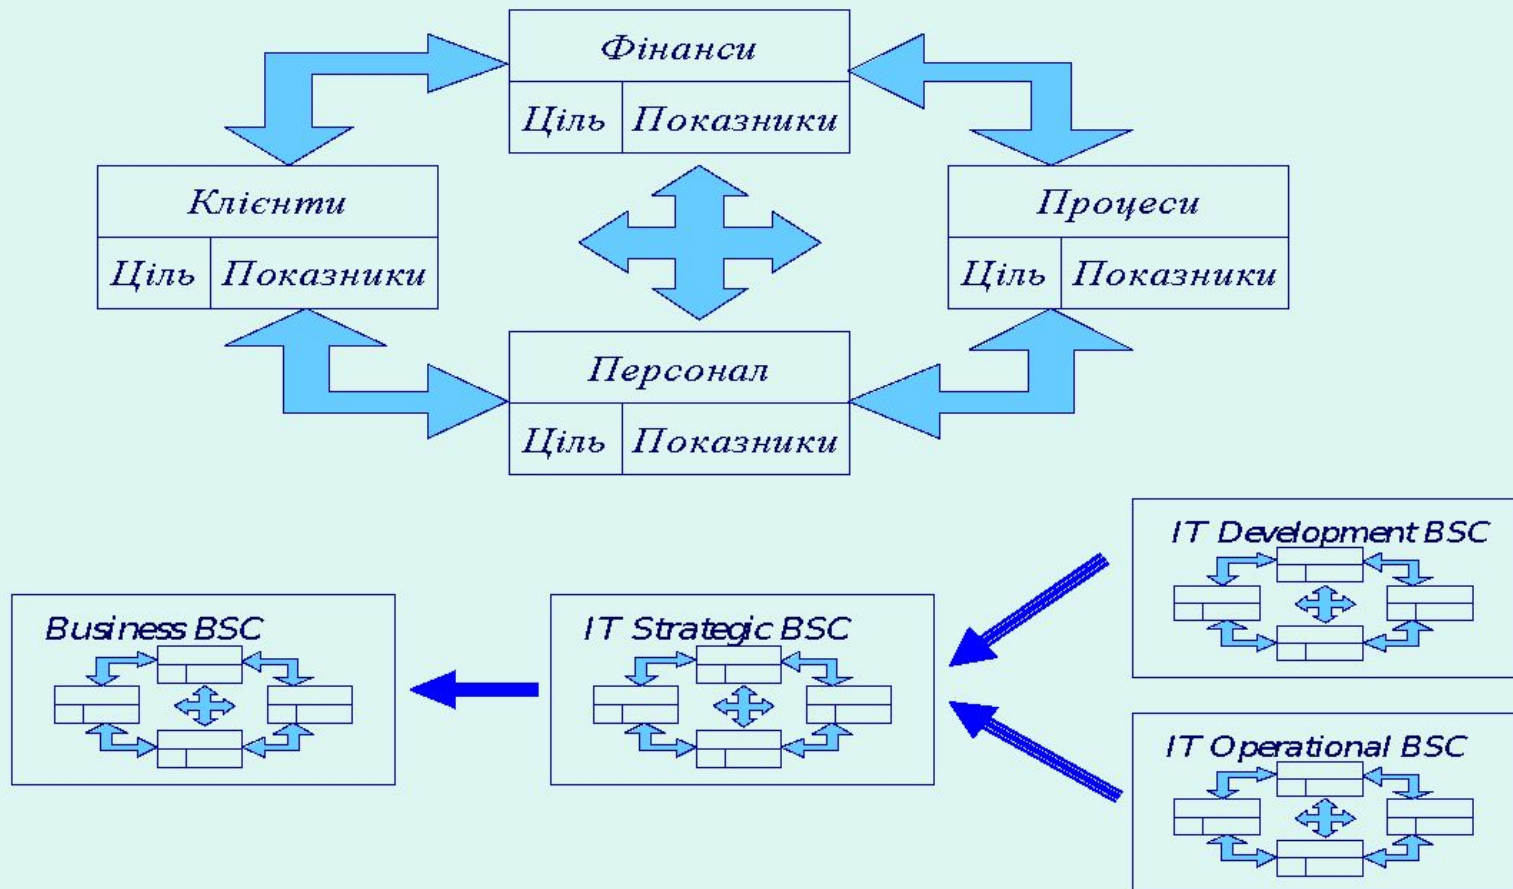 Фінанси
Ціль Показники
Клієнти
Ціль Показники
Процеси
Ціль Показники
Персонал
Ціль Показники
IT Development BSC
Business BSC
IT Strategic BSC
IT Operational BSC